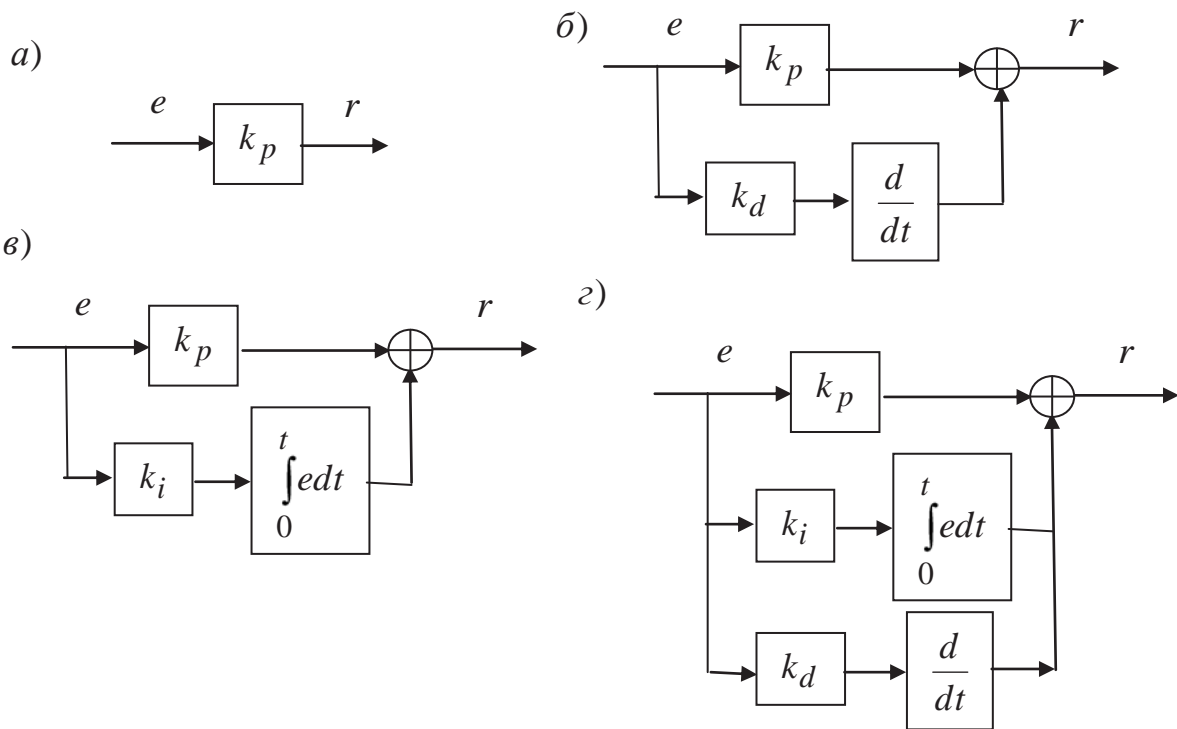 а)
e
k_p
r
б)
e
k_p
r
k_d
d/dt
в)
e
k_p
r
k_i
∫_0^t edt
г)
e
k_p
r
k_i
∫_0^t edt
k_d
d/dt